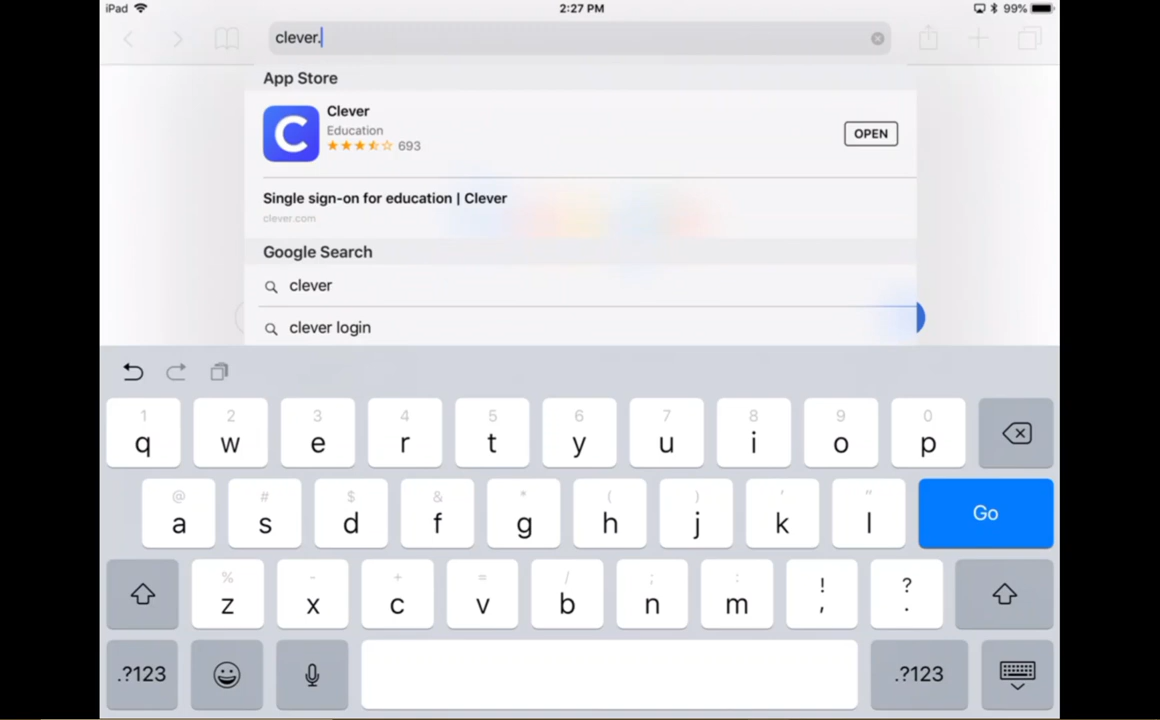 iPad 2:27 PM 99%
clever.
App Store
C
Clever
Education
693
OPEN
Single sign-on for education | Clever
clever.com
Google Search
clever
clever login
1 2 3 4 5 6 7 8 9 0
q w e r t y u i o p
@ # $ & * ( ) ' "
a s d f g h j k l Go
% - + = / ; : ! ?
z x c v b n m , .
.?123 .?123